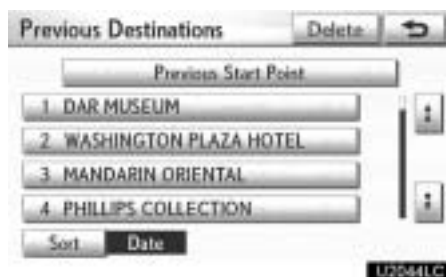 Previous Destinations Delete
Previous Start Point
1 DAR MUSEUM
2 WASHINGTON PLAZA HOTEL
3 MANDARIN ORIENTAL
4 PHILLIPS COLLECTION
Sort Date
U2044LC